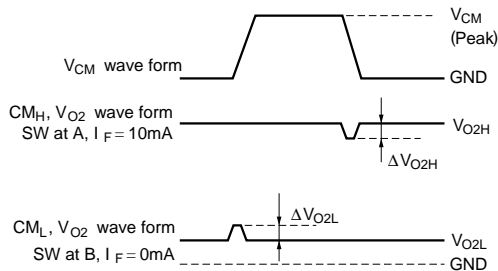 V_CM
(Peak)
V_CM wave form
GND
CM_H, V_O2 wave form
SW at A, I_F = 10mA
V_O2H
ΔV_O2H
CM_L, V_O2 wave form
SW at B, I_F = 0mA
ΔV_O2L
V_O2L
GND